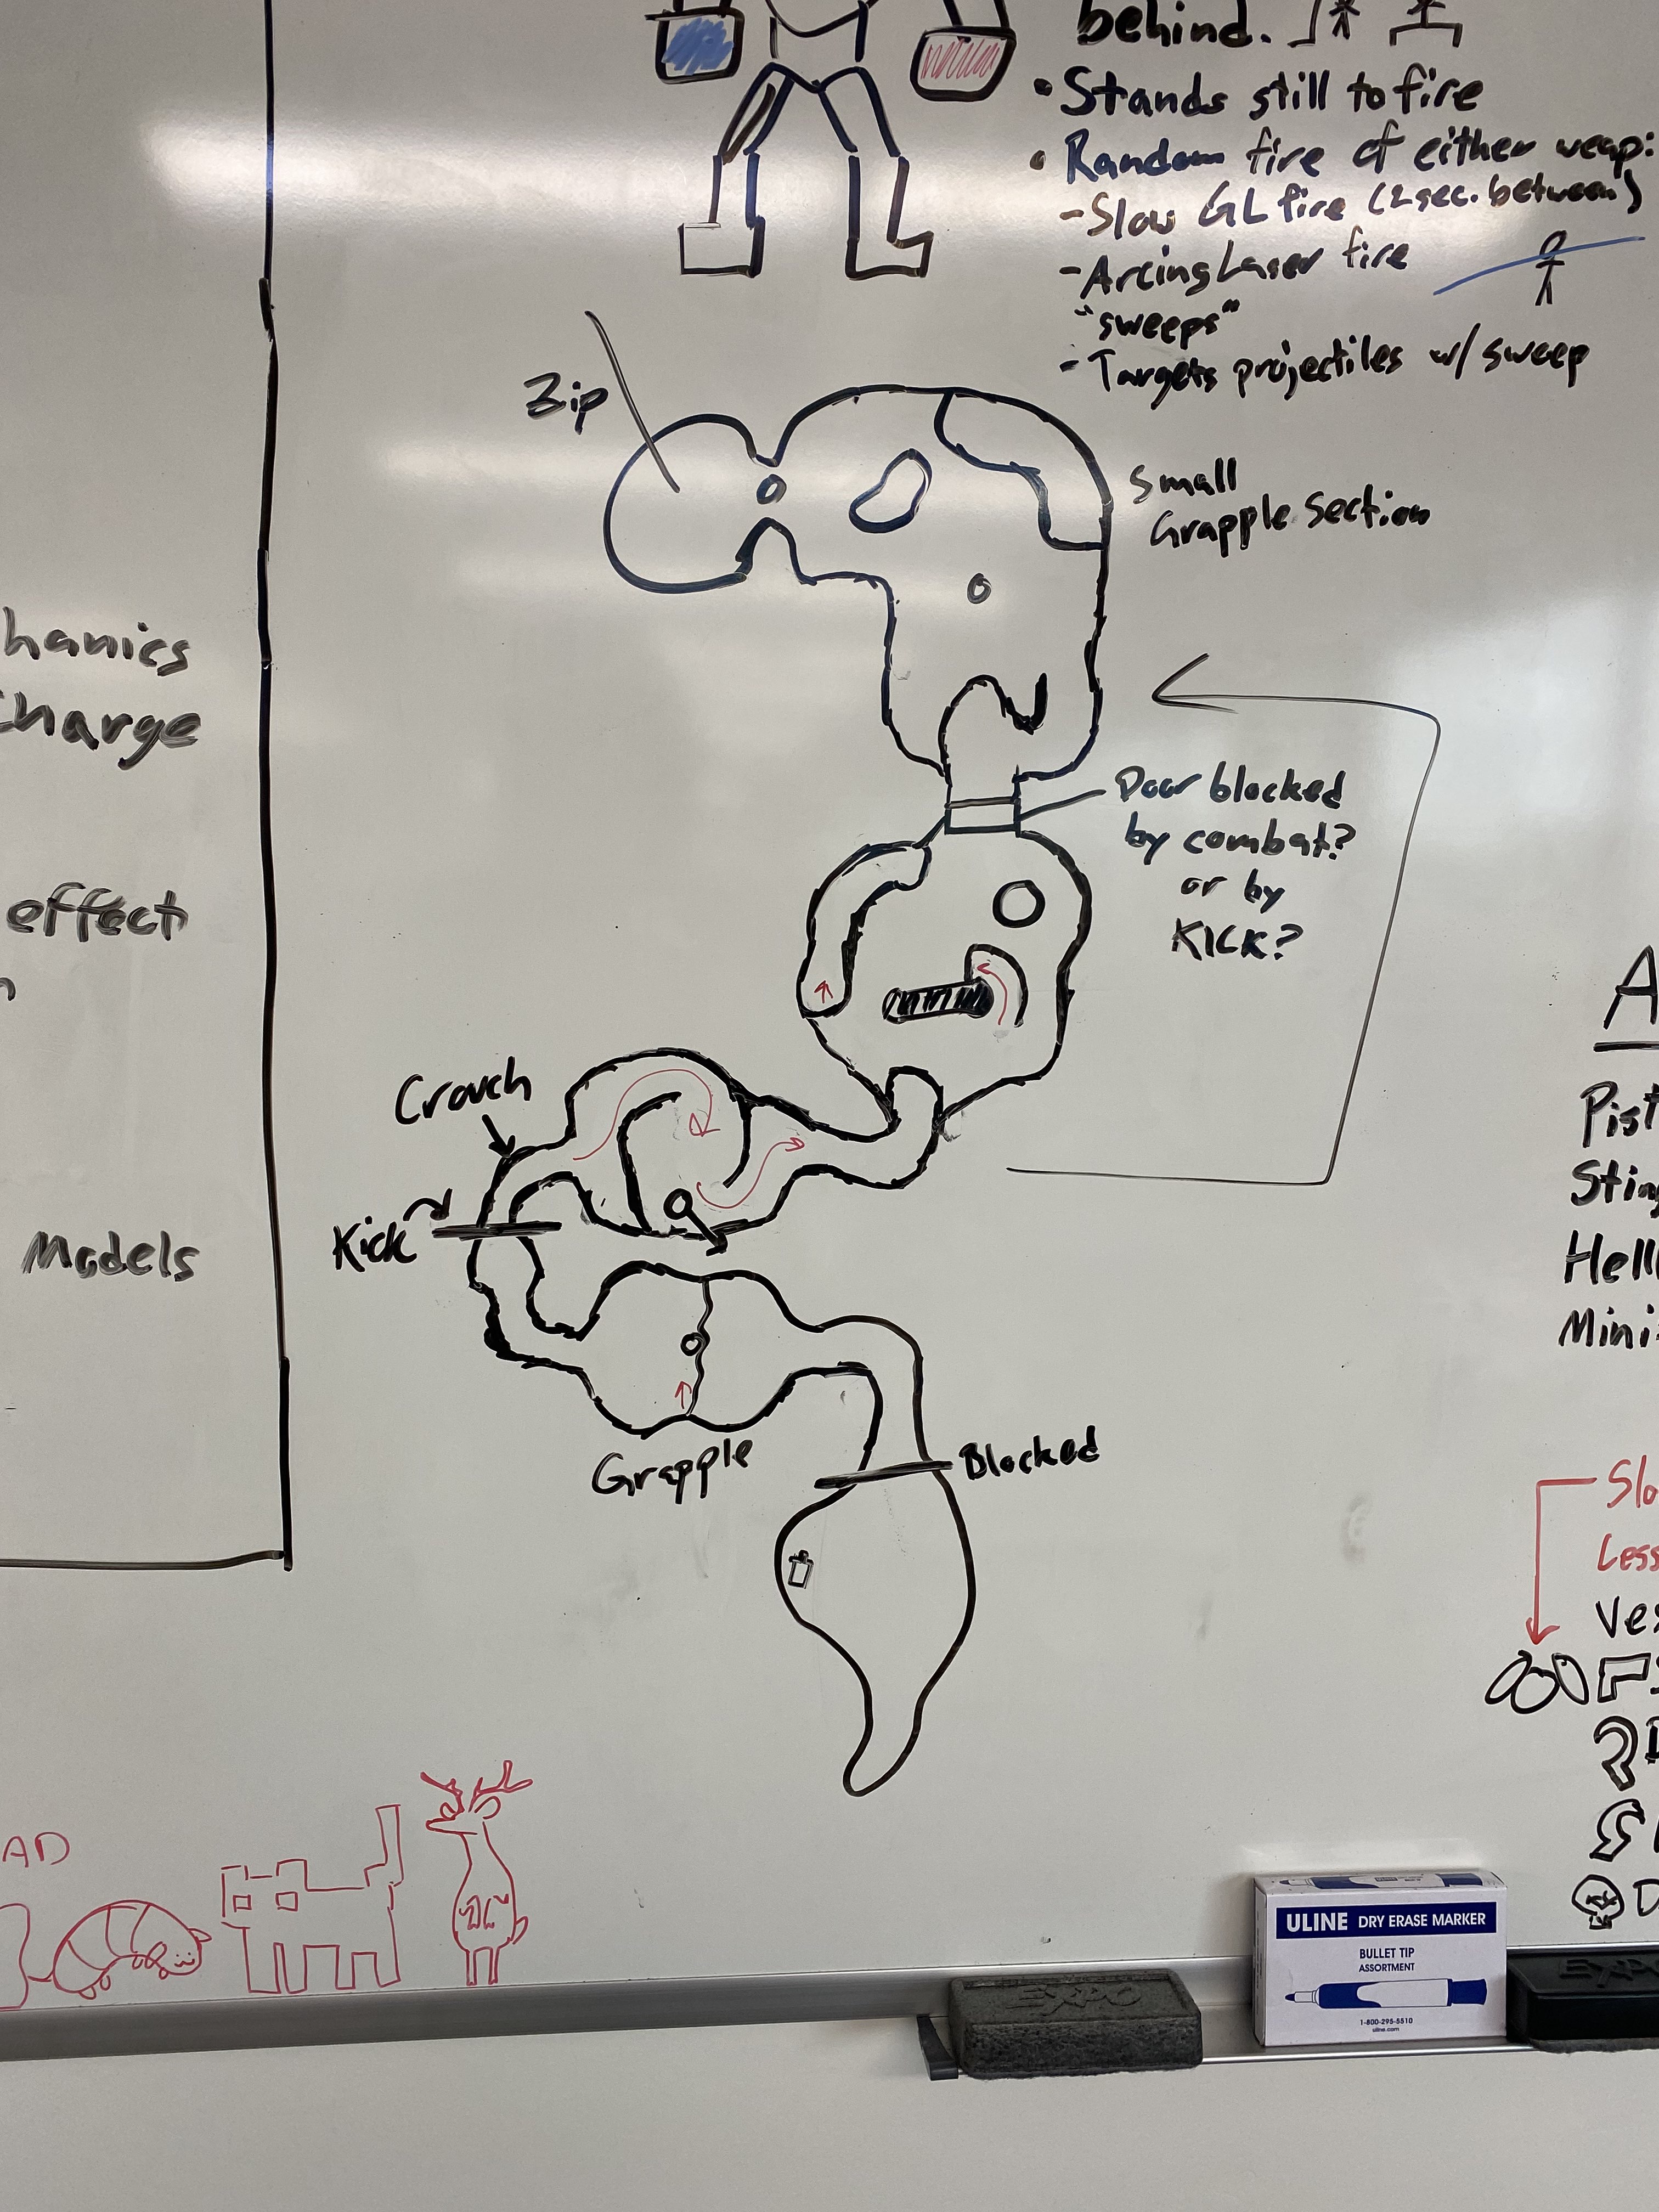 behind.
• Stands still to fire
• Random fire of either weap:
- Slow GL fire (2 sec. between)
- Arcing Laser fire
"sweeps"
- Targets projectiles w/ sweep
Zip
Small
Grapple Section
hanics
Charge
Door blocked
by combat?
or by
KICK?
effect
n
Crouch
Kick
Models
Grapple
Blocked
A
Pist
Sting
Hell
Mini
Slo
Less
Ves
AD
D
EXPO
ULINE DRY ERASE MARKER
BULLET TIP
ASSORTMENT
1-800-295-5510
uline.com
EXPO